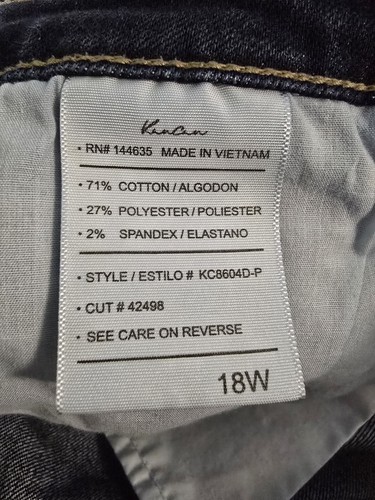 KanCan
• RN# 144635 MADE IN VIETNAM
• 71% COTTON / ALGODON
• 27% POLYESTER / POLIESTER
• 2% SPANDEX / ELASTANO
• STYLE / ESTILO # KC8604D-P
• CUT # 42498
• SEE CARE ON REVERSE
18W